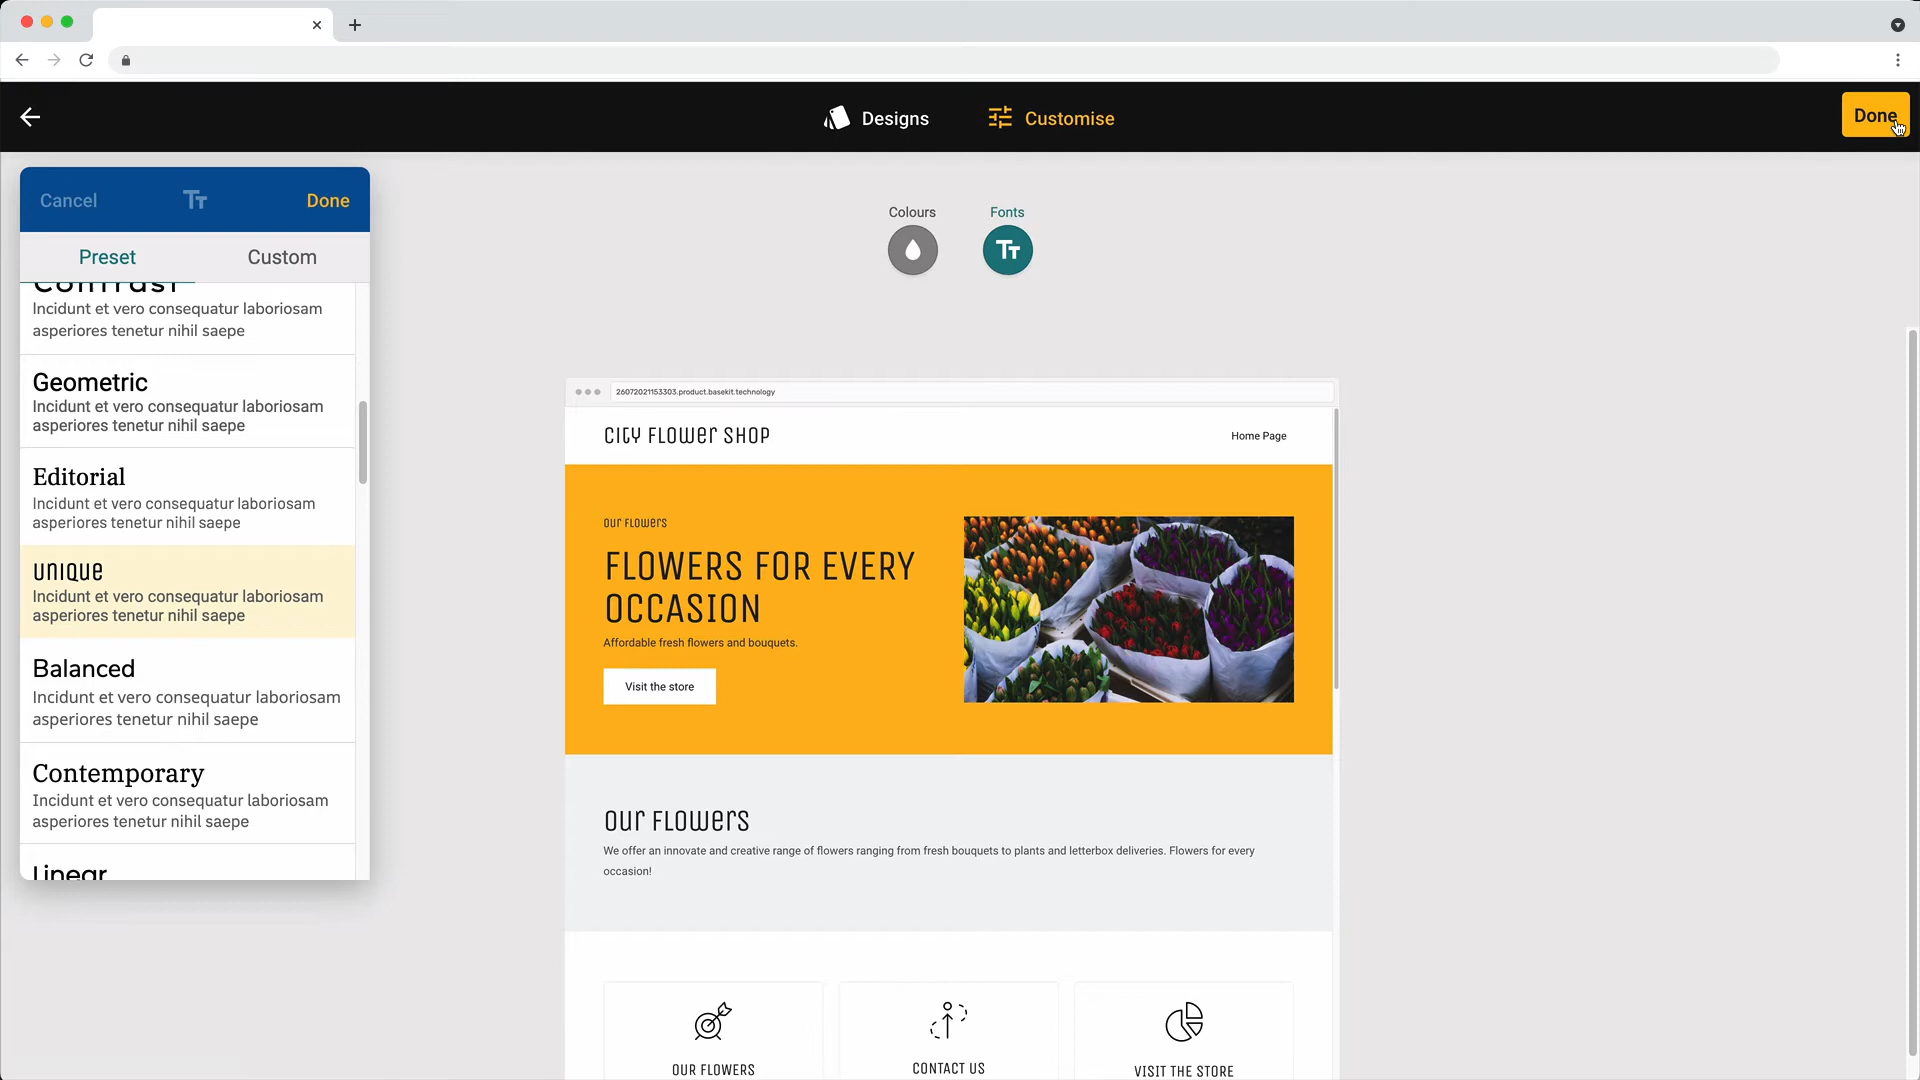 Designs
Customise
Done
Cancel
Done
Preset
Custom
Colours
Fonts
Contrast
Incidunt et vero consequatur laboriosam
asperiores tenetur nihil saepe
Geometric
Incidunt et vero consequatur laboriosam
asperiores tenetur nihil saepe
Editorial
Incidunt et vero consequatur laboriosam
asperiores tenetur nihil saepe
Unique
Incidunt et vero consequatur laboriosam
asperiores tenetur nihil saepe
Balanced
Incidunt et vero consequatur laboriosam
asperiores tenetur nihil saepe
Contemporary
Incidunt et vero consequatur laboriosam
asperiores tenetur nihil saepe
Linear
26072021153303.product.basekit.technology
City Flower Shop
Home Page
Our Flowers
FLOWERS FOR EVERY
OCCASION
Affordable fresh flowers and bouquets.
Visit the store
Our Flowers
We offer an innovate and creative range of flowers ranging from fresh bouquets to plants and letterbox deliveries. Flowers for every
occasion!
OUR FLOWERS
CONTACT US
VISIT THE STORE